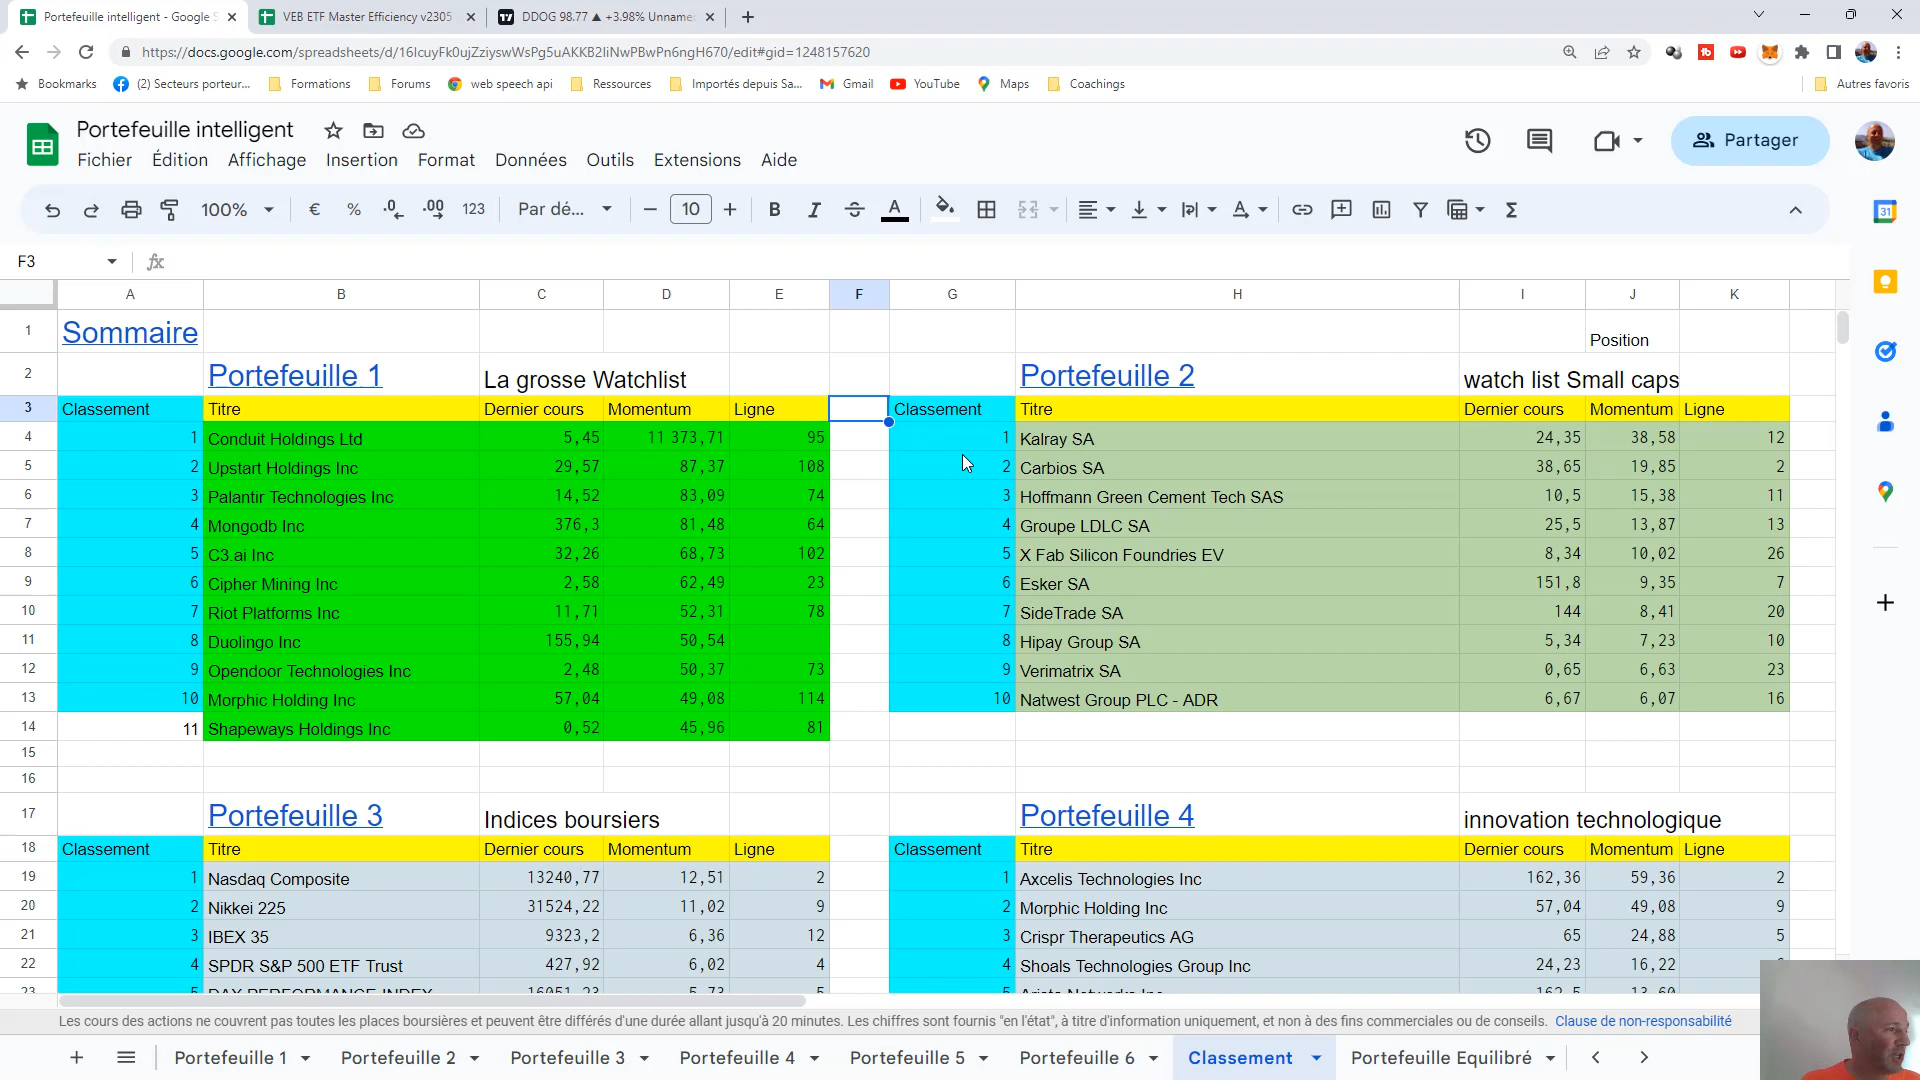 Portefeuille intelligent - Google S
VEB ETF Master Efficiency v2305
DDOG 98.77 ▲ +3.98% Unname
https://docs.google.com/spreadsheets/d/16IcuyFk0ujZziyswWsPg5uAKKB2IiNwPBwPn6ngH670/edit#gid=1248157620
Bookmarks (2) Secteurs porteur... Formations Forums web speech api Ressources Importés depuis Sa... Gmail YouTube Maps Coachings Autres favoris
Portefeuille intelligent
Partager
Fichier Édition Affichage Insertion Format Données Outils Extensions Aide
100% € % .0 .00 123 Par dé... 10 B I A
F3 fx
A B C D E F G H I J K
1 Sommaire Position
2 Portefeuille 1 La grosse Watchlist Portefeuille 2 watch list Small caps
3 Classement Titre Dernier cours Momentum Ligne Classement Titre Dernier cours Momentum Ligne
4 1 Conduit Holdings Ltd 5,45 11 373,71 95 1 Kalray SA 24,35 38,58 12
5 2 Upstart Holdings Inc 29,57 87,37 108 2 Carbios SA 38,65 19,85 2
6 3 Palantir Technologies Inc 14,52 83,09 74 3 Hoffmann Green Cement Tech SAS 10,5 15,38 11
7 4 Mongodb Inc 376,3 81,48 64 4 Groupe LDLC SA 25,5 13,87 13
8 5 C3.ai Inc 32,26 68,73 102 5 X Fab Silicon Foundries EV 8,34 10,02 26
9 6 Cipher Mining Inc 2,58 62,49 23 6 Esker SA 151,8 9,35 7
10 7 Riot Platforms Inc 11,71 52,31 78 7 SideTrade SA 144 8,41 20
11 8 Duolingo Inc 155,94 50,54 8 Hipay Group SA 5,34 7,23 10
12 9 Opendoor Technologies Inc 2,48 50,37 73 9 Verimatrix SA 0,65 6,63 23
13 10 Morphic Holding Inc 57,04 49,08 114 10 Natwest Group PLC - ADR 6,67 6,07 16
14 11 Shapeways Holdings Inc 0,52 45,96 81
15
16
17 Portefeuille 3 Indices boursiers Portefeuille 4 innovation technologique
18 Classement Titre Dernier cours Momentum Ligne Classement Titre Dernier cours Momentum Ligne
19 1 Nasdaq Composite 13240,77 12,51 2 1 Axcelis Technologies Inc 162,36 59,36 2
20 2 Nikkei 225 31524,22 11,02 9 2 Morphic Holding Inc 57,04 49,08 9
21 3 IBEX 35 9323,2 6,36 12 3 Crispr Therapeutics AG 65 24,88 5
22 4 SPDR S&P 500 ETF Trust 427,92 6,02 4 4 Shoals Technologies Group Inc 24,23 16,22
23 5 DAX PERFORMANCE-INDEX 16051,23 5,73 5 5 Arista Networks Inc 162,5 13,60
Les cours des actions ne couvrent pas toutes les places boursières et peuvent être différés d'une durée allant jusqu'à 20 minutes. Les chiffres sont fournis "en l'état", à titre d'information uniquement, et non à des fins commerciales ou de conseils. Clause de non-responsabilité
Portefeuille 1 Portefeuille 2 Portefeuille 3 Portefeuille 4 Portefeuille 5 Portefeuille 6 Classement Portefeuille Equilibré